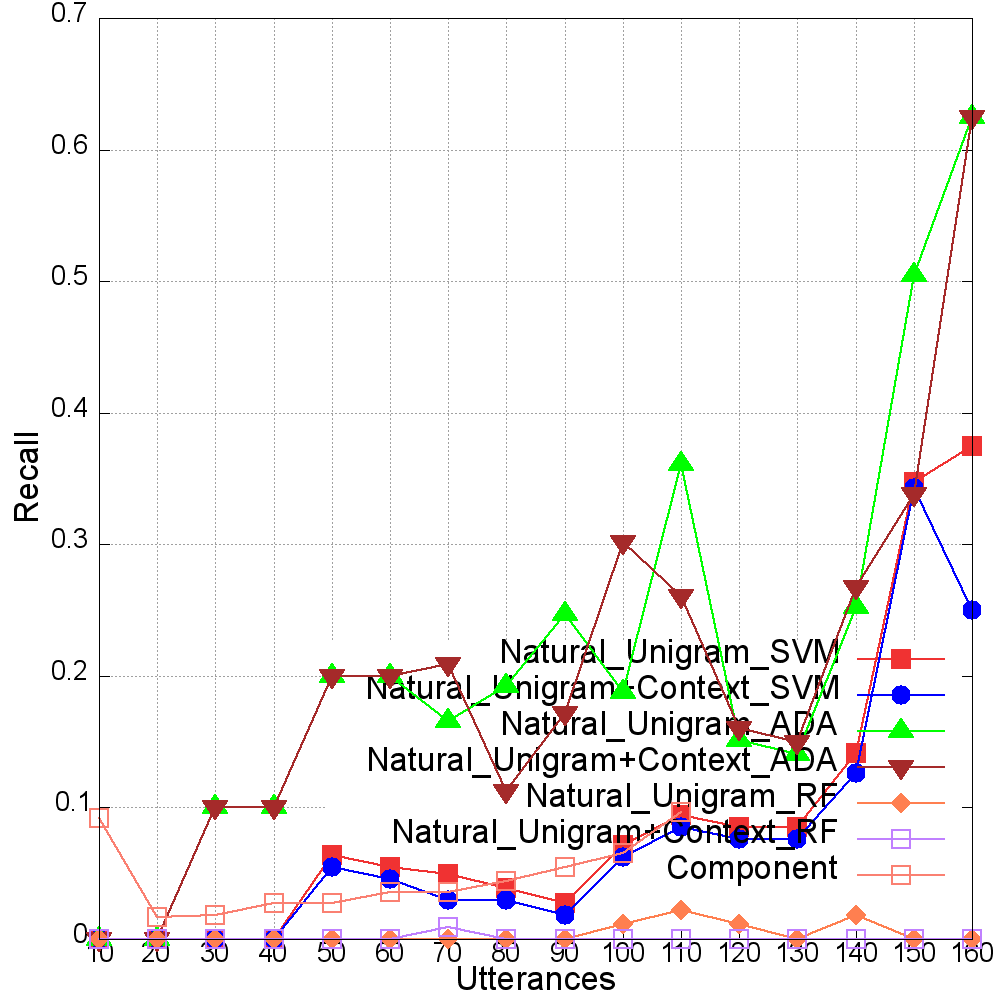 0.7
0.6
0.5
0.4
0.3
0.2
0.1
0
Recall
Natural_Unigram_SVM
Natural_Unigram+Context_SVM
Natural_Unigram_ADA
Natural_Unigram+Context_ADA
Natural_Unigram_RF
Natural_Unigram+Context_RF
Component
10 20 30 40 50 60 70 80 90 100 110 120 130 140 150 160
Utterances